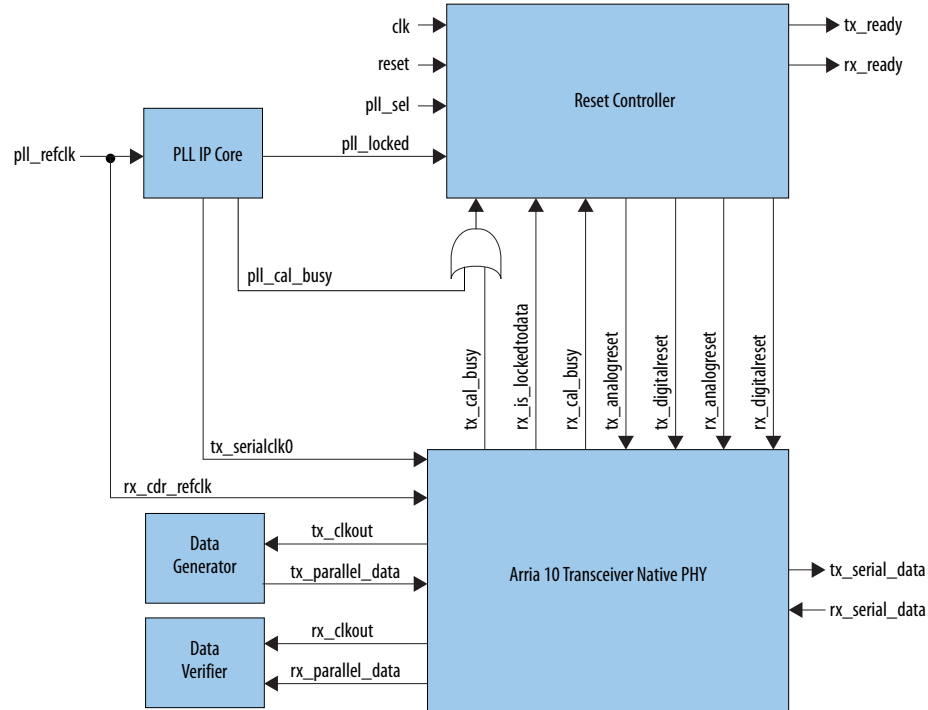 clk
reset
pll_sel
pll_locked
Reset Controller
tx_ready
rx_ready
pll_refclk
PLL IP Core
pll_cal_busy
tx_cal_busy
rx_is_lockedtodata
rx_cal_busy
tx_analogreset
tx_digitalreset
rx_analogreset
rx_digitalreset
tx_serialclk0
rx_cdr_refclk
Data
Generator
tx_clkout
tx_parallel_data
Arria 10 Transceiver Native PHY
tx_serial_data
rx_serial_data
Data
Verifier
rx_clkout
rx_parallel_data